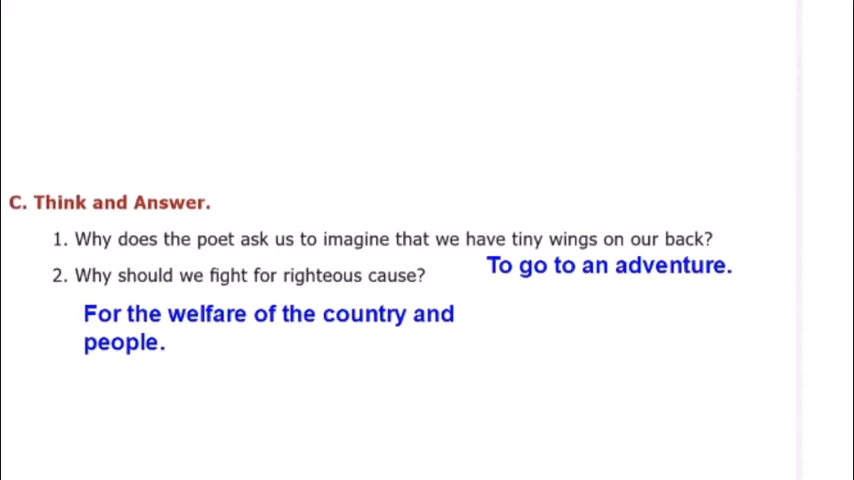 C. Think and Answer.
1. Why does the poet ask us to imagine that we have tiny wings on our back?
To go to an adventure.
2. Why should we fight for righteous cause?
For the welfare of the country and
people.